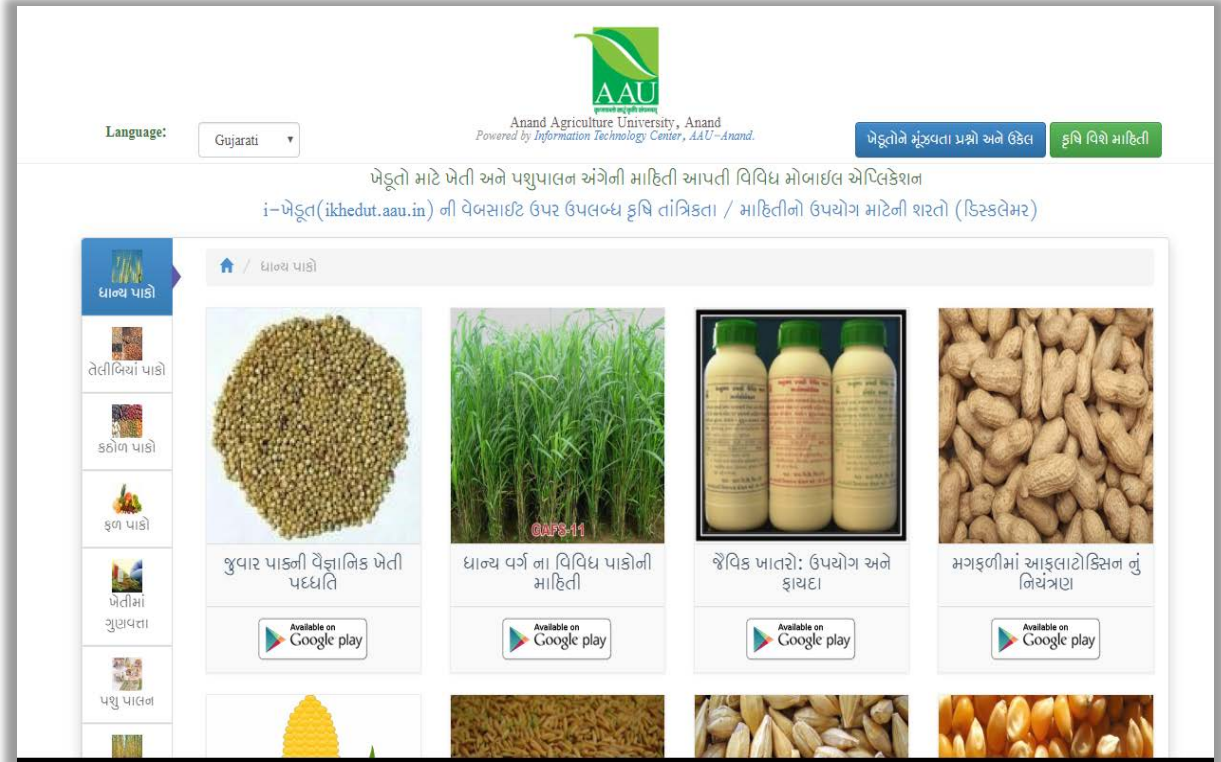 AAU
Anand Agriculture University, Anand
Powered by Information Technology Center, AAU-Anand.
Language:
Gujarati
ખેડૂતોને મૂંઝવતા પ્રશ્નો અને ઉકેલ
કૃષિ વિશે માહિતી
ખેડૂતો માટે ખેતી અને પશુપાલન અંગેની માહિતી આપતી વિવિધ મોબાઈલ એપ્લિકેશન
i-ખેડૂત(ikhedut.aau.in) ની વેબસાઈટ ઉપર ઉપલબ્ધ કૃષિ તાંત્રિકતા / માહિતીનો ઉપયોગ માટેની શરતો (ડિસ્કલેમર)
ધાન્ય પાકો
તેલીબિયાં પાકો
કઠોળ પાકો
ફળ પાકો
ખેતીમાં
ગુણવત્તા
પશુ પાલન
/ ધાન્ય પાકો
GAFS-11
જુવાર પાકની વૈજ્ઞાનિક ખેતી
પધ્ધતિ
Available on
Google play
ધાન્ય વર્ગ ના વિવિધ પાકોની
માહિતી
Available on
Google play
જૈવિક ખાતરો: ઉપયોગ અને
ફાયદા
Available on
Google play
મગફળીમાં આફલાટોક્સિન નું
નિયંત્રણ
Available on
Google play